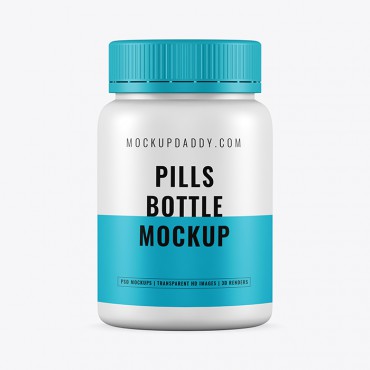 MOCKUPDADDY.COM
PILLS
BOTTLE
MOCKUP
PSD MOCKUPS | TRANSPARENT HD IMAGES | 3D RENDERS